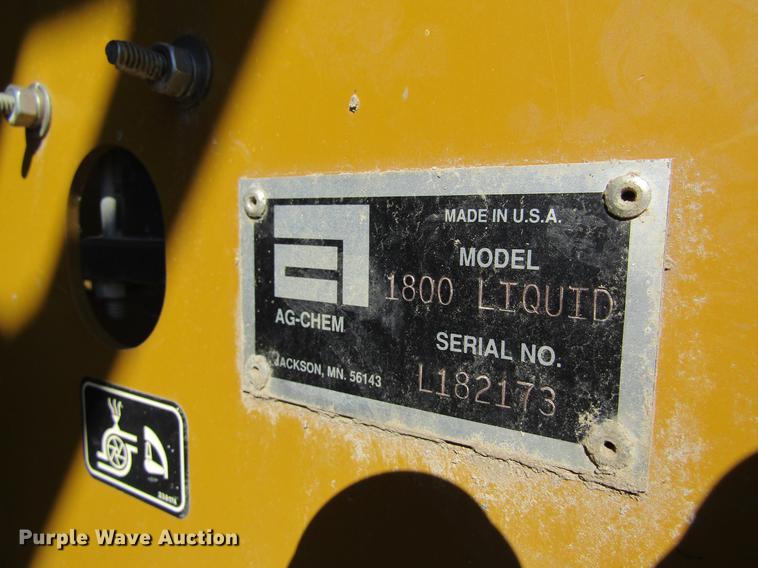 MADE IN U.S.A.
MODEL
1800 LIQUID
AG-CHEM
SERIAL NO.
JACKSON, MN. 56143
L182173
Purple Wave Auction